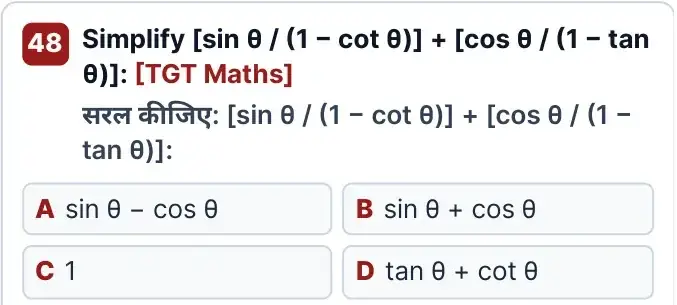 48 Simplify [sin θ / (1 − cot θ)] + [cos θ / (1 − tan
θ)]: [TGT Maths]
सरल कीजिए: [sin θ / (1 − cot θ)] + [cos θ / (1 −
tan θ)]:
A sin θ − cos θ
B sin θ + cos θ
C 1
D tan θ + cot θ